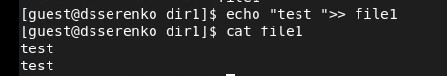 [guest@dsserenko dir1]$ echo "test ">> file1
[guest@dsserenko dir1]$ cat file1
test
test